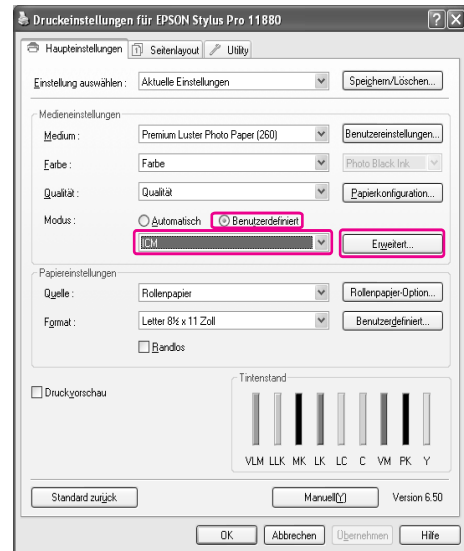 Druckeinstellungen für EPSON Stylus Pro 11880
Haupteinstellungen Seitenlayout Utility
Einstellung auswählen : Aktuelle Einstellungen Speichern/Löschen...
Medieneinstellungen
Medium : Premium Luster Photo Paper (260) Benutzereinstellungen...
Farbe : Farbe Photo Black Ink
Qualität : Qualität Papierkonfiguration...
Modus : Automatisch Benutzerdefiniert
ICM Erweitert...
Papiereinstellungen
Quelle : Rollenpapier Rollenpapier-Option...
Format : Letter 8½ x 11 Zoll Benutzerdefiniert...
Randlos
Druckvorschau Tintenstand
VLM LLK MK LK LC C VM PK Y
Standard zurück Manuell(Y) Version 6.50
OK Abbrechen Übernehmen Hilfe